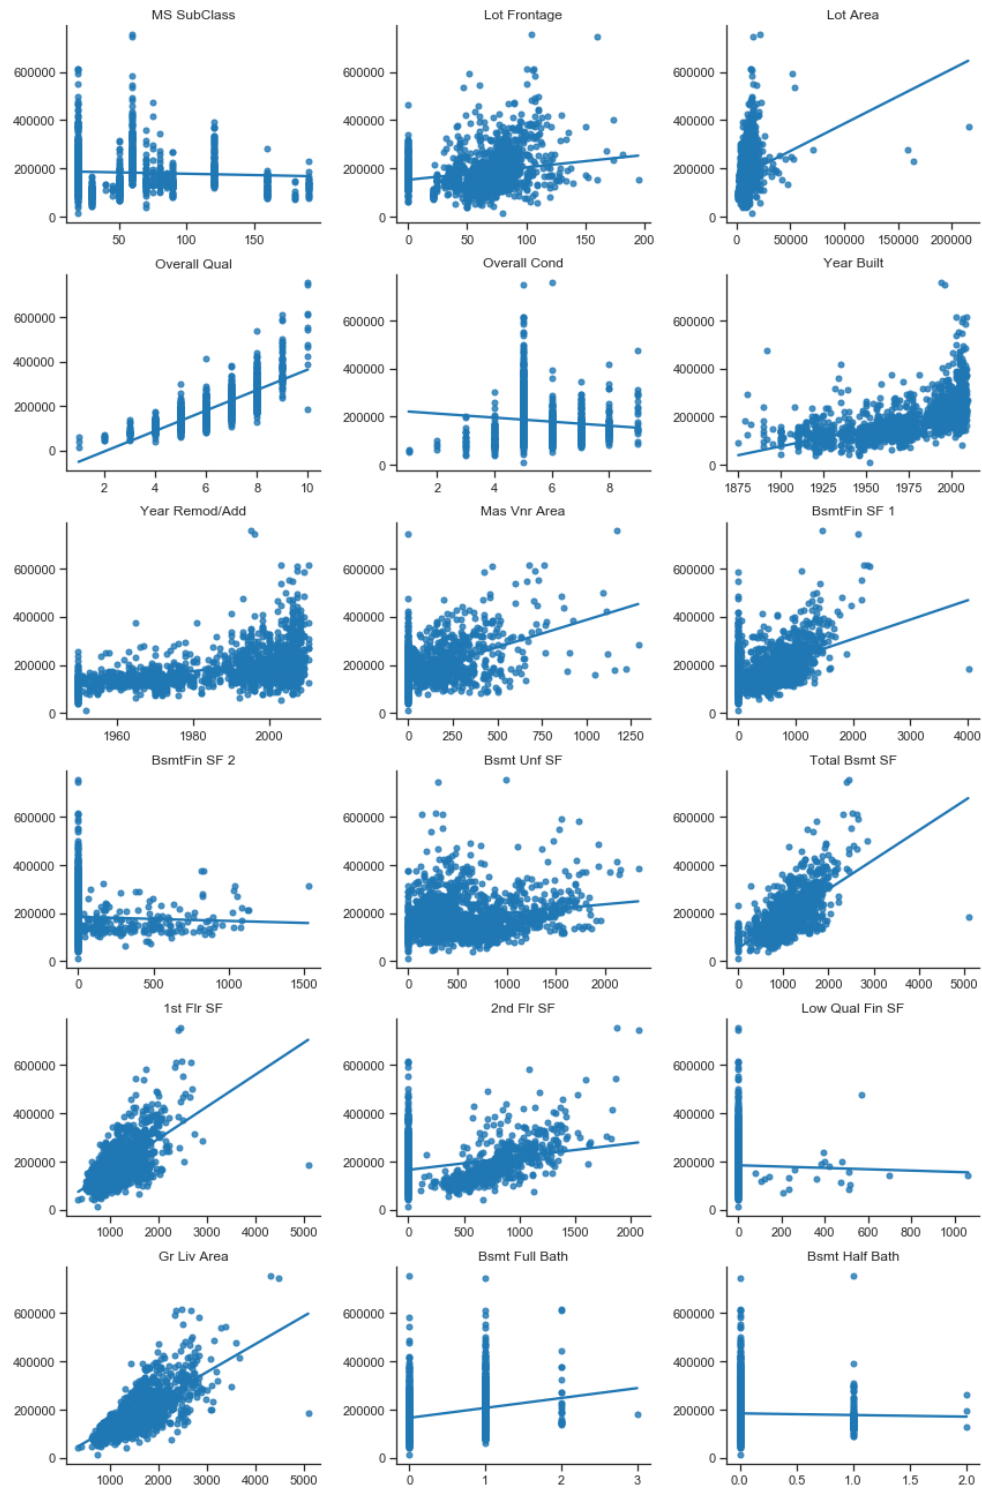 MS SubClass Lot Frontage Lot Area
600000 600000 600000
400000 400000 400000
200000 200000 200000
0 0 0
50 100 150 0 50 100 150 200 0 50000 100000 150000 200000
Overall Qual Overall Cond Year Built
600000 600000 600000
400000 400000 400000
200000 200000 200000
0 0 0
2 4 6 8 10 2 4 6 8 1875 1900 1925 1950 1975 2000
Year Remod/Add Mas Vnr Area BsmtFin SF 1
600000 600000 600000
400000 400000 400000
200000 200000 200000
0 0 0
1960 1980 2000 0 250 500 750 1000 1250 0 1000 2000 3000 4000
BsmtFin SF 2 Bsmt Unf SF Total Bsmt SF
600000 600000 600000
400000 400000 400000
200000 200000 200000
0 0 0
0 500 1000 1500 0 500 1000 1500 2000 0 1000 2000 3000 4000 5000
1st Flr SF 2nd Flr SF Low Qual Fin SF
600000 600000 600000
400000 400000 400000
200000 200000 200000
0 0 0
1000 2000 3000 4000 5000 0 500 1000 1500 2000 0 200 400 600 800 1000
Gr Liv Area Bsmt Full Bath Bsmt Half Bath
600000 600000 600000
400000 400000 400000
200000 200000 200000
0 0 0
1000 2000 3000 4000 5000 0 1 2 3 0.0 0.5 1.0 1.5 2.0